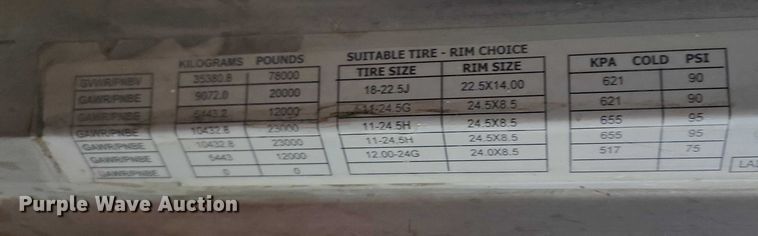 KILOGRAMS POUNDS SUITABLE TIRE - RIM CHOICE
TIRE SIZE RIM SIZE KPA COLD PSI
GVWR/PNBV 35380.8 78000
GAWR/PNBE 9072.0 20000 18-22.5J 22.5X14.00 621 90
GAWR/PNBE 5443.2 12000 11-24.5G 24.5X8.5 621 90
GAWR/PNBE 10432.8 23000 11-24.5H 24.5X8.5 655 95
GAWR/PNBE 10432.8 23000 11-24.5H 24.5X8.5 655 95
GAWR/PNBE 5443 12000 12.00-24G 24.0X8.5 517 75
GAWR/PNBE 0 0
Purple Wave Auction